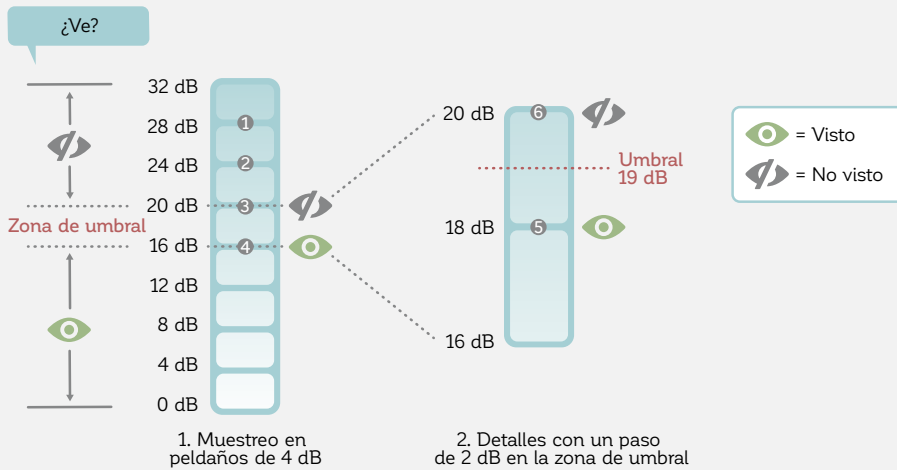 ¿Ve?
32 dB
28 dB
24 dB
20 dB
16 dB
12 dB
8 dB
4 dB
0 dB
Zona de umbral
1
2
3
4
1. Muestreo en
peldaños de 4 dB
20 dB
18 dB
16 dB
6
5
Umbral
19 dB
2. Detalles con un paso
de 2 dB en la zona de umbral
= Visto
= No visto